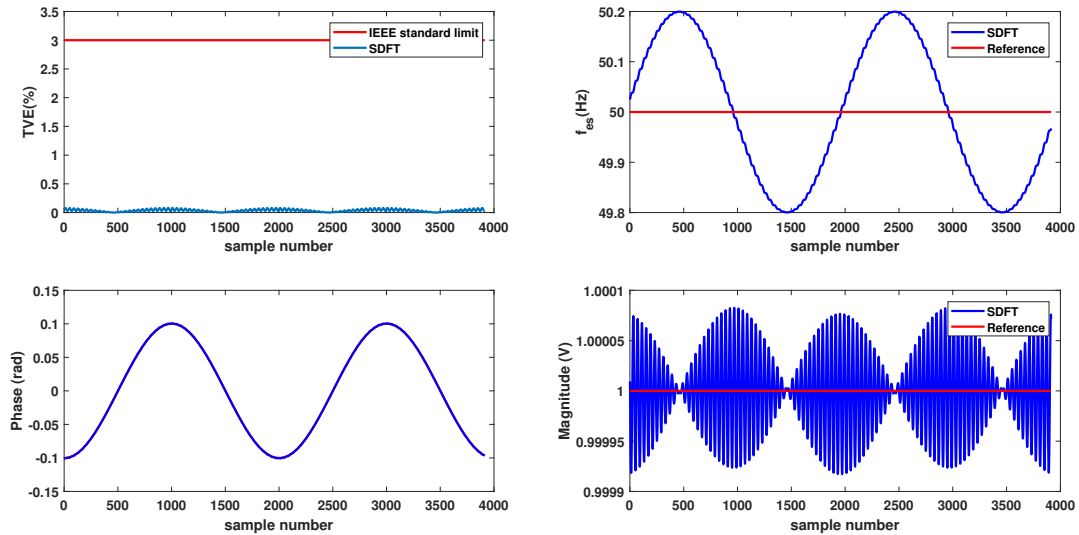 3.5
3
2.5
2
1.5
1
0.5
0
TVE(%)
IEEE standard limit
SDFT
0 500 1000 1500 2000 2500 3000 3500 4000
sample number
50.2
50.1
50
49.9
49.8
f_es(Hz)
SDFT
Reference
0 500 1000 1500 2000 2500 3000 3500 4000
sample number
0.15
0.1
0.05
0
-0.05
-0.1
-0.15
Phase (rad)
0 500 1000 1500 2000 2500 3000 3500 4000
sample number
1.0001
1.00005
1
0.99995
0.9999
Magnitude (V)
SDFT
Reference
0 500 1000 1500 2000 2500 3000 3500 4000
sample number